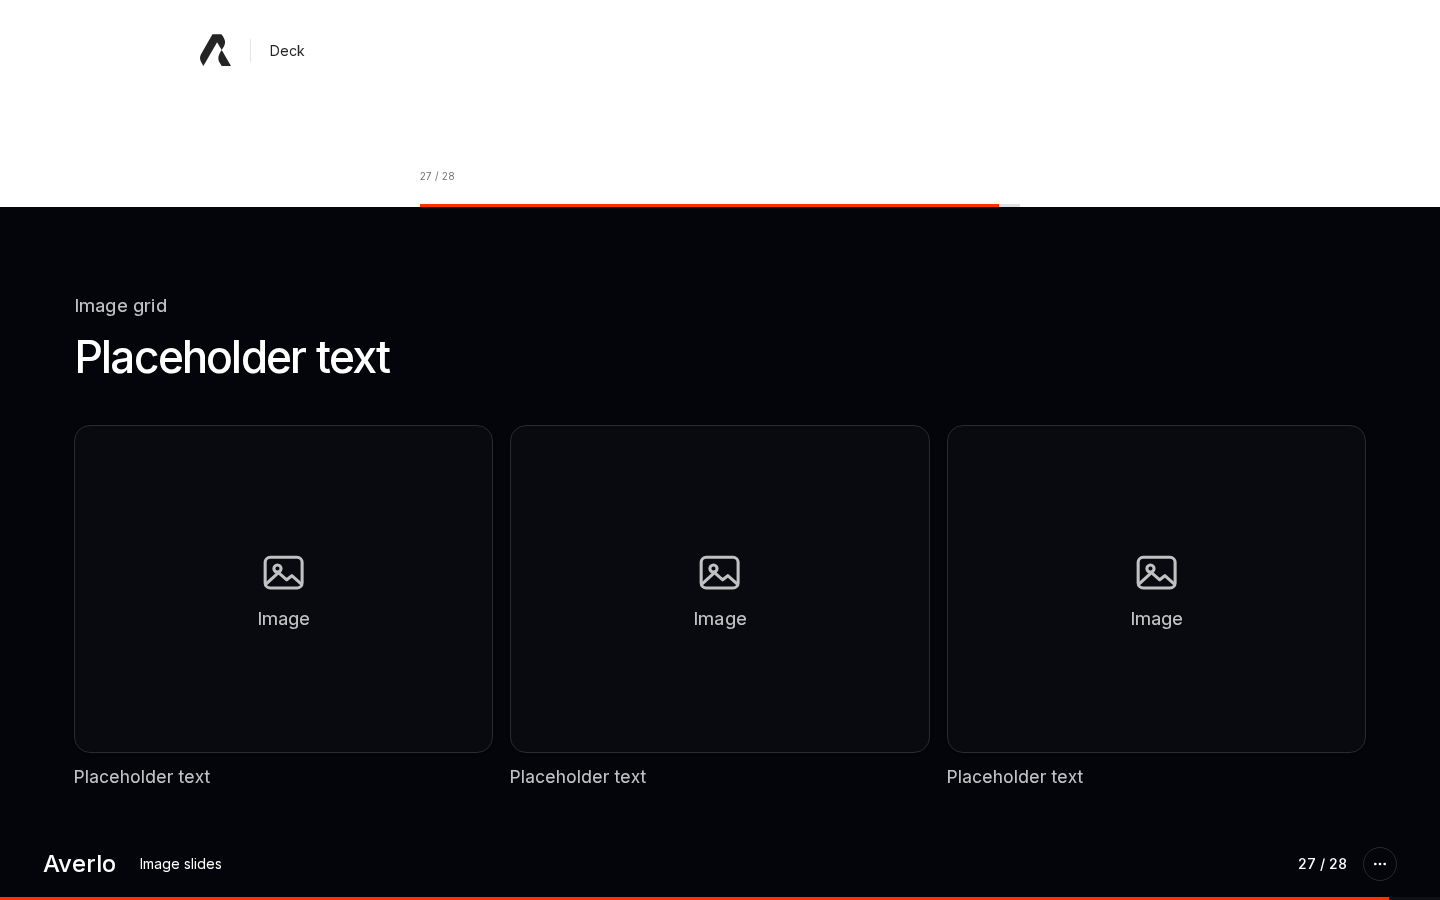 Deck
27 / 28
Image grid
Placeholder text
Image
Image
Image
Placeholder text
Placeholder text
Placeholder text
Averlo
Image slides
27 / 28